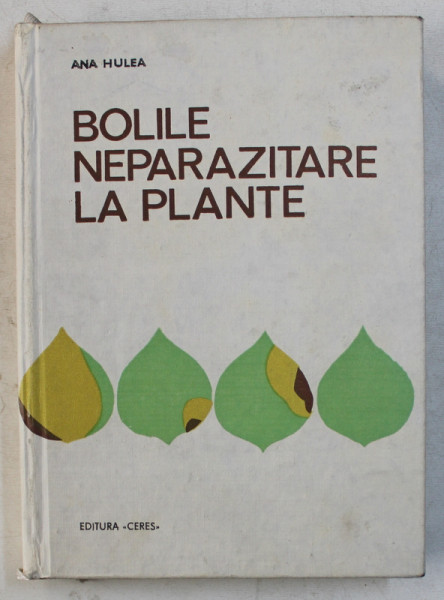 ANA HULEA
BOLILE
NEPARAZITARE
LA PLANTE
EDITURA «CERES»